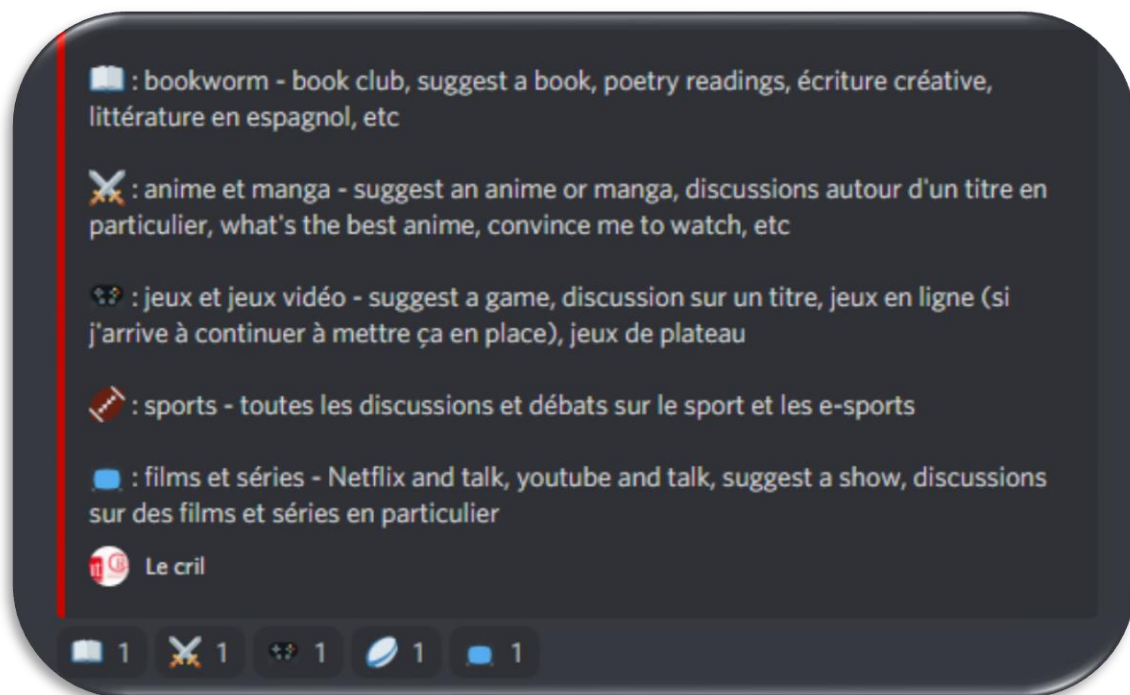 : bookworm - book club, suggest a book, poetry readings, écriture créative,
littérature en espagnol, etc
: anime et manga - suggest an anime or manga, discussions autour d'un titre en
particulier, what's the best anime, convince me to watch, etc
: jeux et jeux vidéo - suggest a game, discussion sur un titre, jeux en ligne (si
j'arrive à continuer à mettre ça en place), jeux de plateau
: sports - toutes les discussions et débats sur le sport et les e-sports
: films et séries - Netflix and talk, youtube and talk, suggest a show, discussions
sur des films et séries en particulier
Le cril
1 1 1 1 1